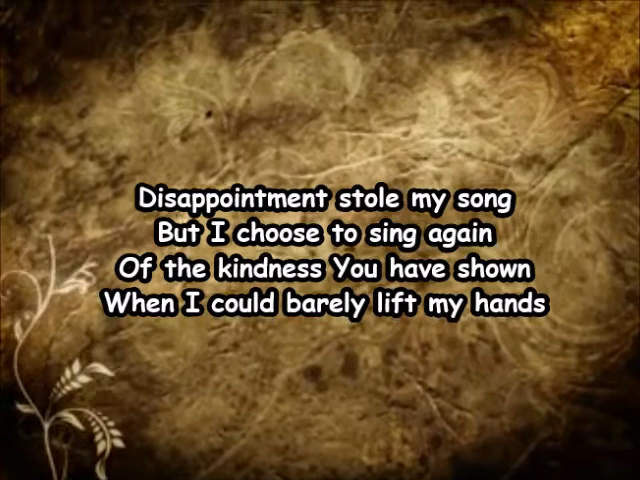 Disappointment stole my song
But I choose to sing again
Of the kindness You have shown
When I could barely lift my hands